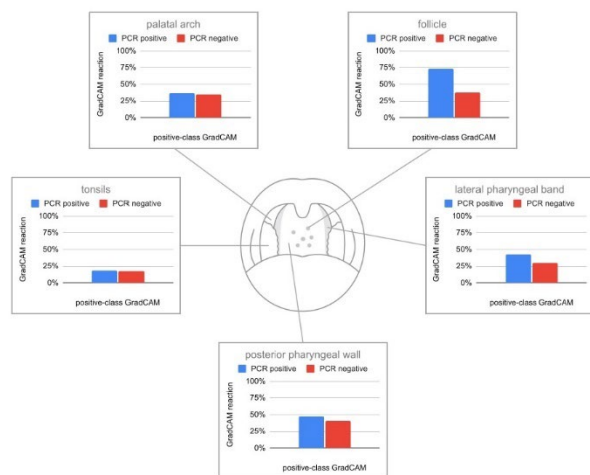 palatal arch
PCR positive PCR negative
GradCAM reaction
100%
75%
50%
25%
0%
positive-class GradCAM
follicle
PCR positive PCR negative
GradCAM reaction
100%
75%
50%
25%
0%
positive-class GradCAM
tonsils
PCR positive PCR negative
GradCAM reaction
100%
75%
50%
25%
0%
positive-class GradCAM
lateral pharyngeal band
PCR positive PCR negative
GradCAM reaction
100%
75%
50%
25%
0%
positive-class GradCAM
posterior pharyngeal wall
PCR positive PCR negative
GradCAM reaction
100%
75%
50%
25%
0%
positive-class GradCAM